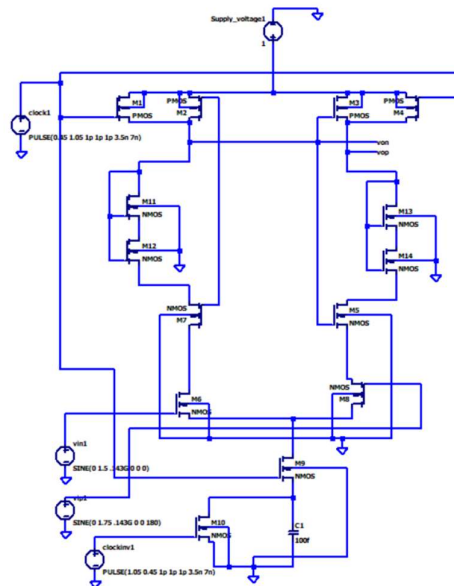 Supply_voltage1
1
M1
PMOS
PMOS
M2
M3
PMOS
PMOS
M4
clock1
PULSE(0.45 1.05 1p 1p 1p 3.5n 7n)
von
vop
M11
NMOS
M12
NMOS
M13
NMOS
M14
NMOS
NMOS
M7
M5
NMOS
M6
NMOS
NMOS
M8
vin1
SINE(0 1.5 .143G 0 0 0)
M9
NMOS
vip1
SINE(0 1.75 .143G 0 0 180)
M10
NMOS
C1
100f
clockinv1
PULSE(1.05 0.45 1p 1p 1p 3.5n 7n)